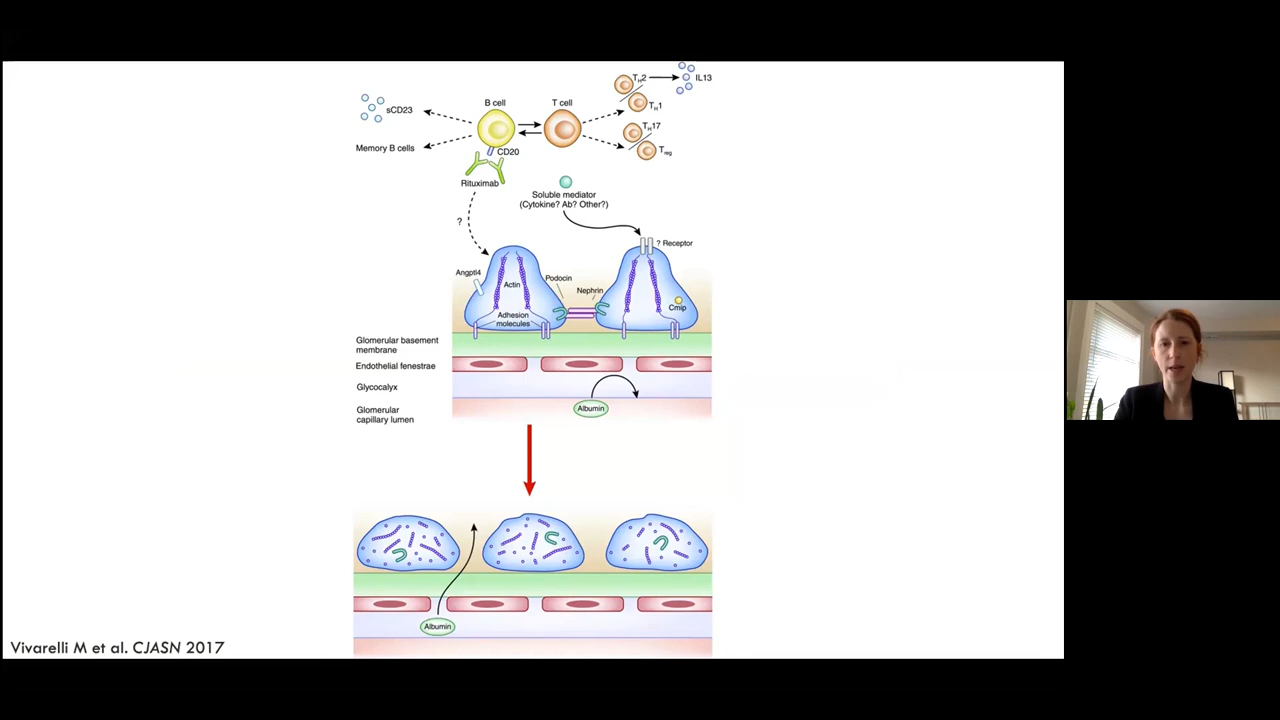 TH2
IL13
TH1
B cell
T cell
sCD23
TH17
Treg
Memory B cells
CD20
Rituximab
Soluble mediator
(Cytokine? Ab? Other?)
?
? Receptor
Angptl4
Podocin
Actin
Nephrin
Cmip
Adhesion
molecules
Glomerular basement
membrane
Endothelial fenestrae
Glycocalyx
Glomerular
capillary lumen
Albumin
Albumin
Vivarelli M et al. CJASN 2017